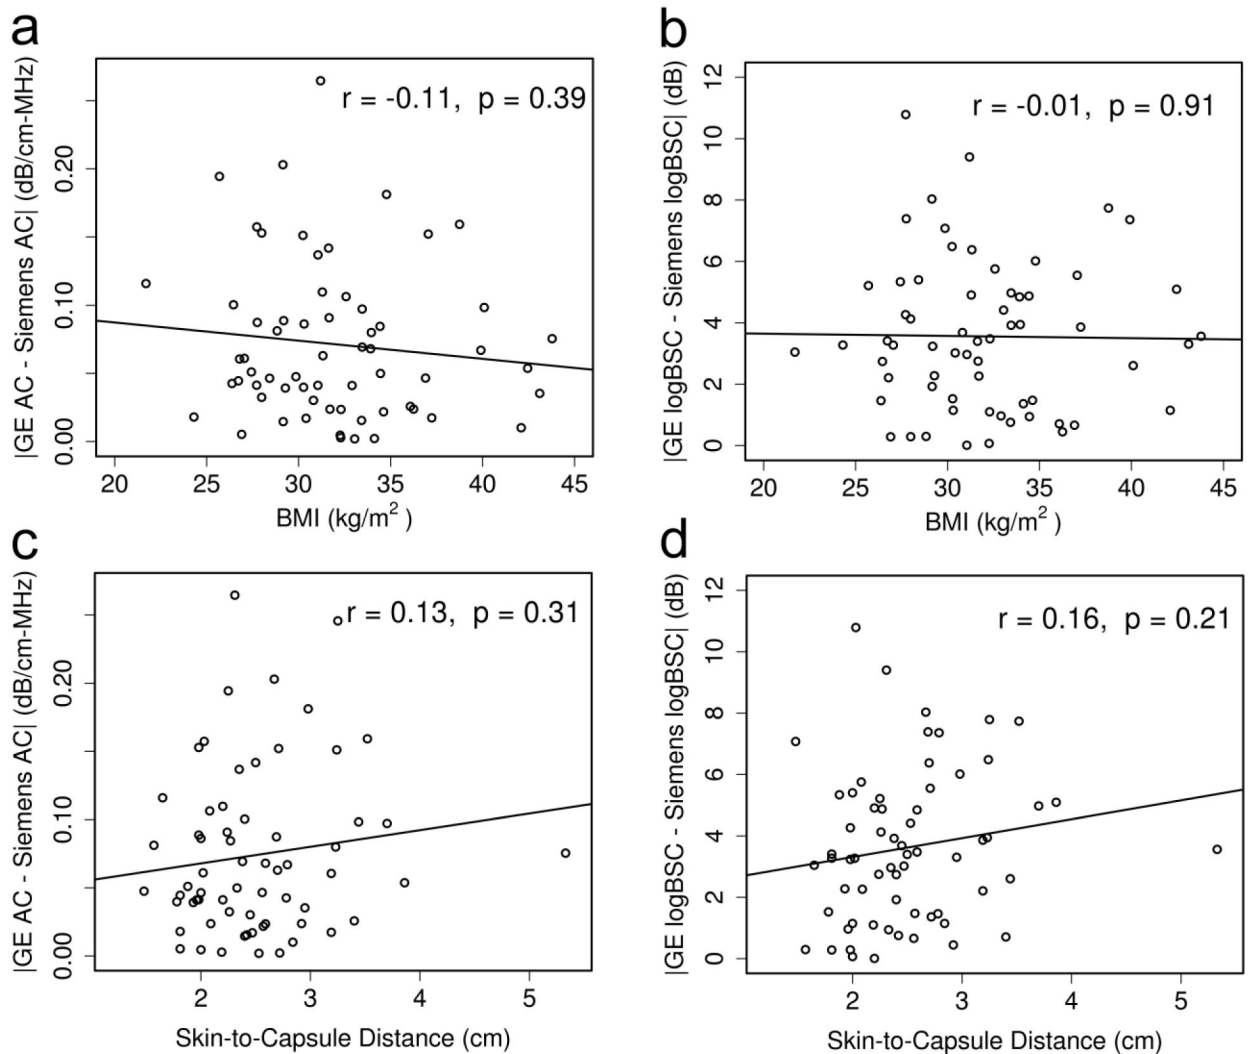 a
|GE AC - Siemens AC| (dB/cm-MHz)
r = -0.11, p = 0.39
0.20
0.10
0.00
20 25 30 35 40 45
BMI (kg/m²)
b
|GE logBSC - Siemens logBSC| (dB)
r = -0.01, p = 0.91
12
10
8
6
4
2
0
20 25 30 35 40 45
BMI (kg/m²)
c
|GE AC - Siemens AC| (dB/cm-MHz)
r = 0.13, p = 0.31
0.20
0.10
0.00
2 3 4 5
Skin-to-Capsule Distance (cm)
d
|GE logBSC - Siemens logBSC| (dB)
r = 0.16, p = 0.21
12
10
8
6
4
2
0
2 3 4 5
Skin-to-Capsule Distance (cm)